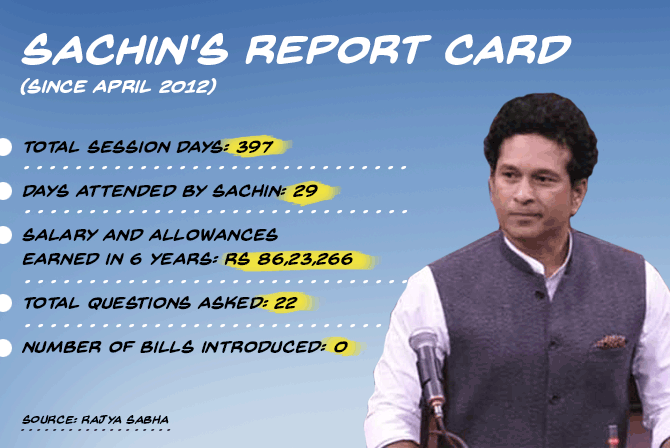 SACHIN'S REPORT CARD
(SINCE APRIL 2012)
TOTAL SESSION DAYS: 397
DAYS ATTENDED BY SACHIN: 29
SALARY AND ALLOWANCES
EARNED IN 6 YEARS: RS 86,23,266
TOTAL QUESTIONS ASKED: 22
NUMBER OF BILLS INTRODUCED: 0
SOURCE: RAJYA SABHA